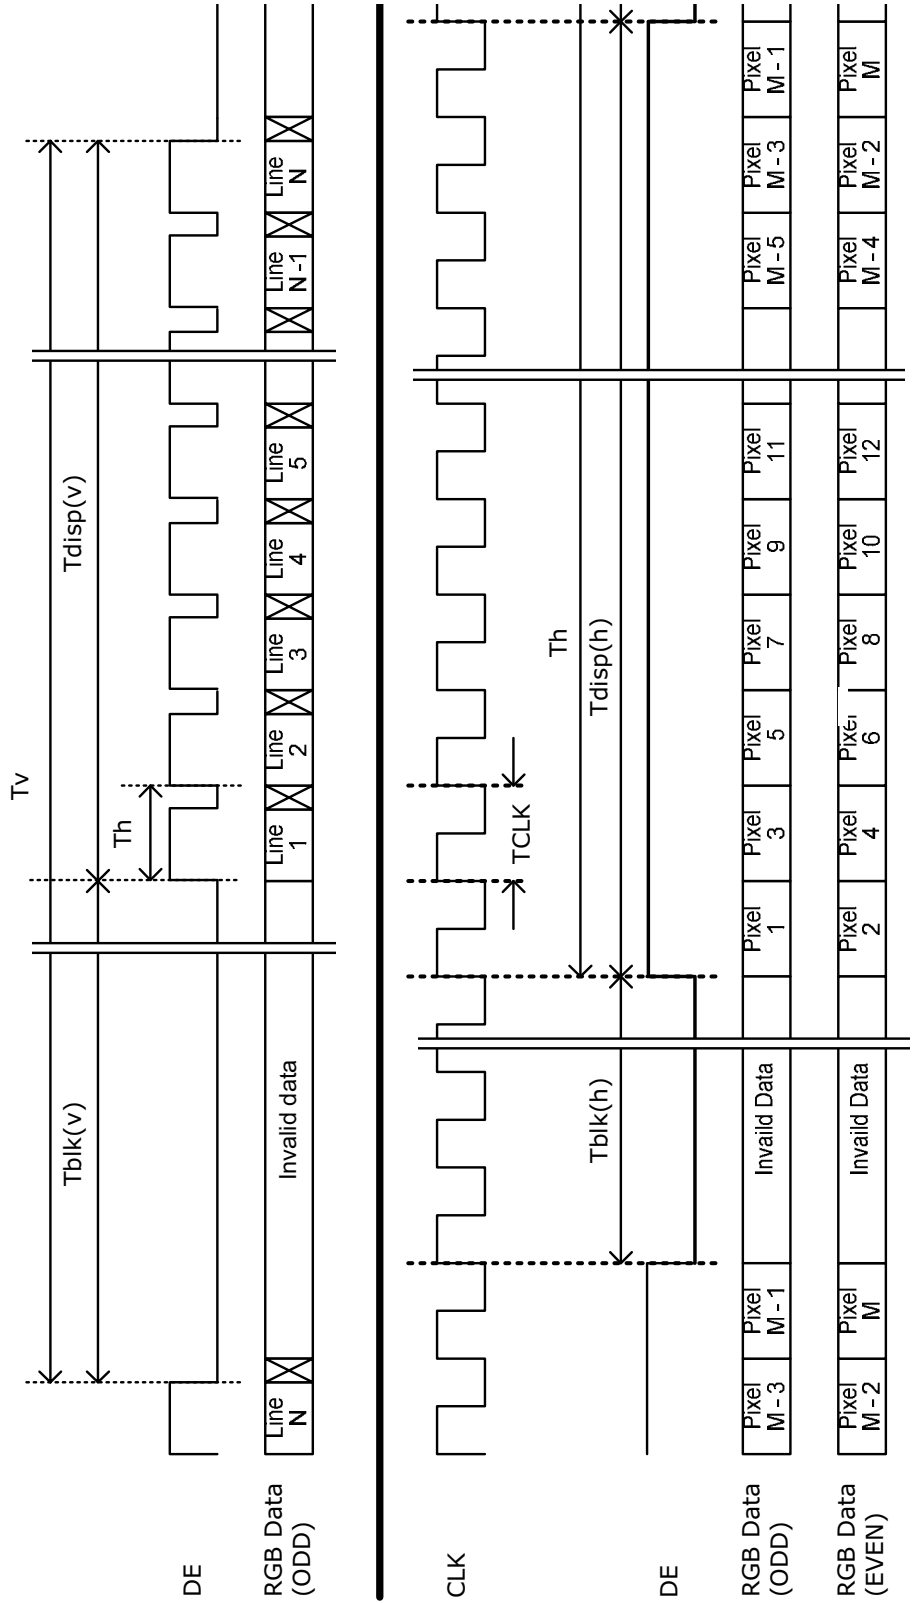 Tv
Tblk(v)
Tdisp(v)
Th
DE
RGB Data
(ODD)
Line
N
Invalid data
Line
1
Line
2
Line
3
Line
4
Line
5
Line
N-1
Line
N
CLK
TCLK
Th
Tblk(h)
Tdisp(h)
DE
RGB Data
(ODD)
Pixel
M-3
Pixel
M-1
Invaild Data
Pixel
1
Pixel
3
Pixel
5
Pixel
7
Pixel
9
Pixel
11
Pixel
M-5
Pixel
M-3
Pixel
M-1
RGB Data
(EVEN)
Pixel
M-2
Pixel
M
Invaild Data
Pixel
2
Pixel
4
Pixel
6
Pixel
8
Pixel
10
Pixel
12
Pixel
M-4
Pixel
M-2
Pixel
M